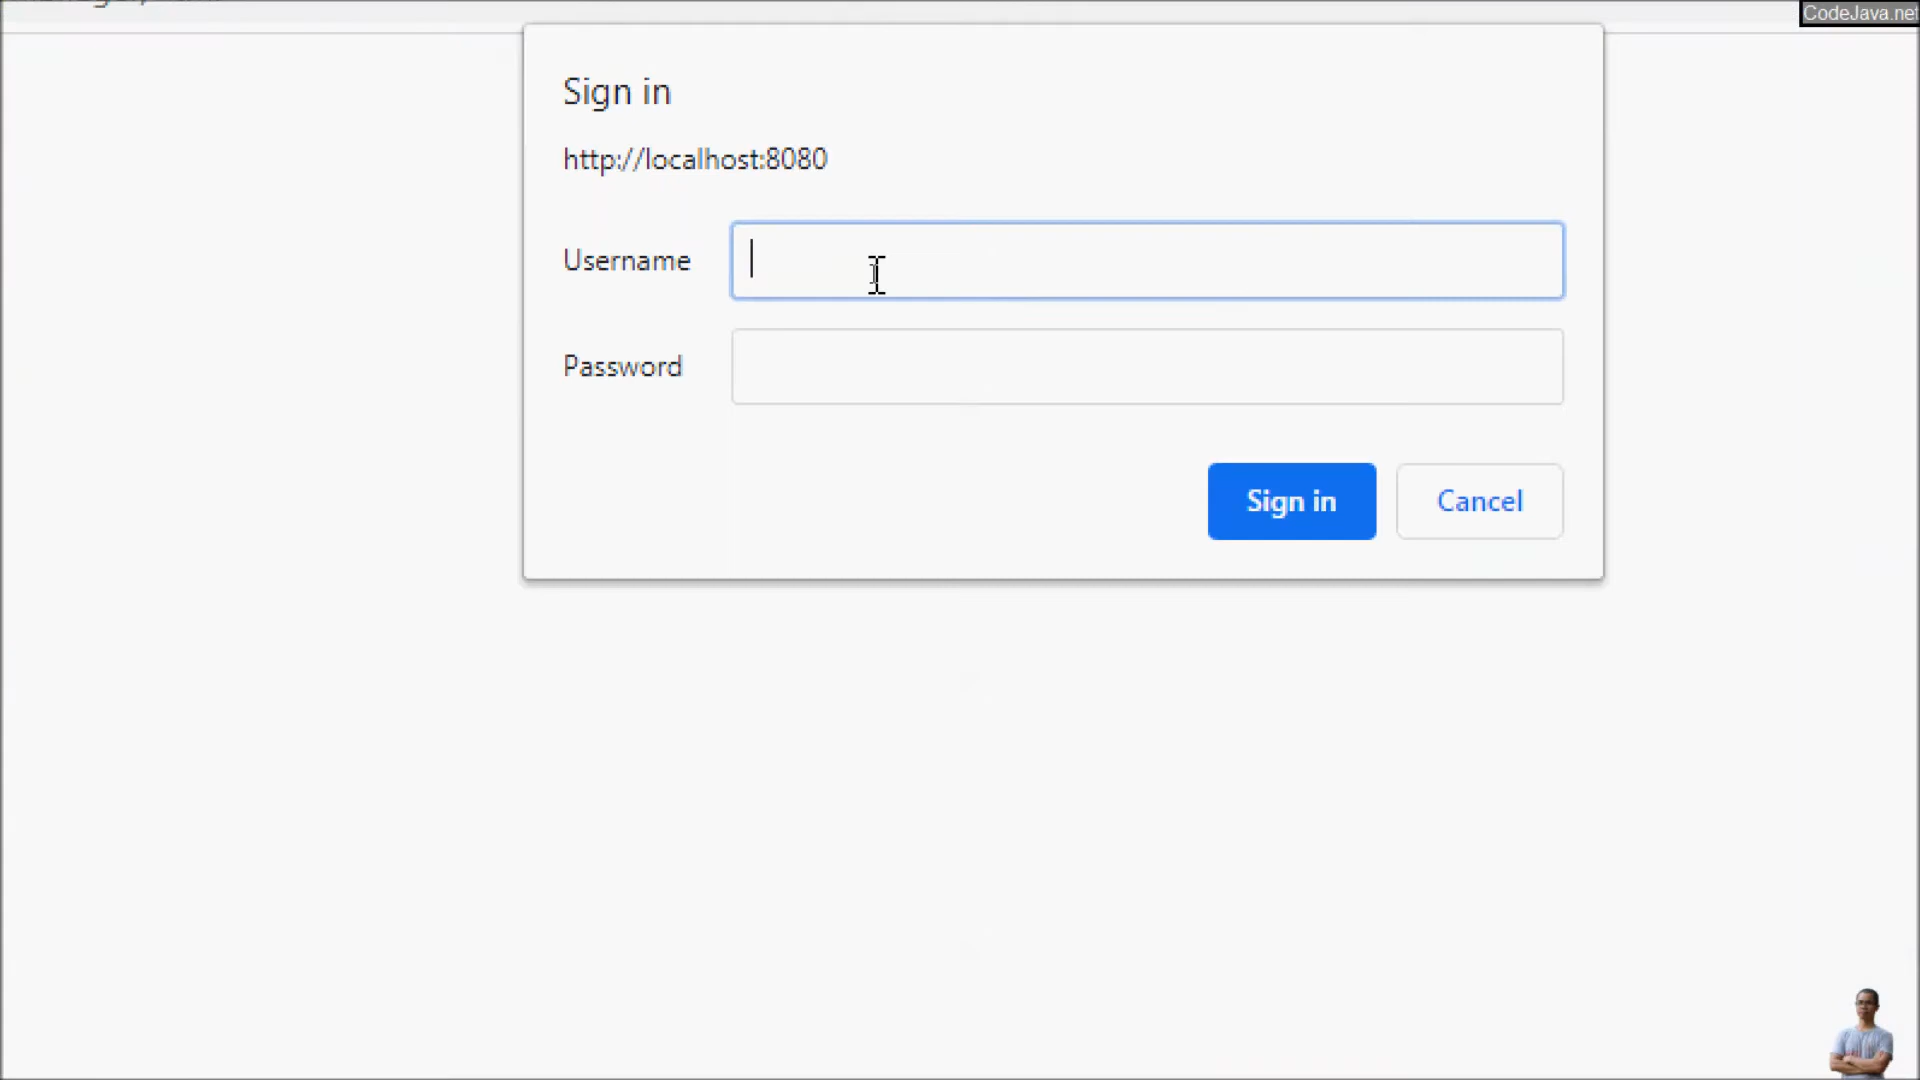 CodeJava.net
Sign in
http://localhost:8080
Username
Password
Sign in
Cancel